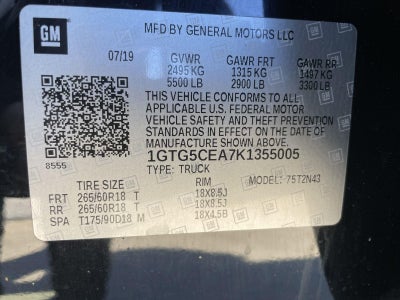 GM
MFD BY GENERAL MOTORS LLC
07/19 GVWR GAWR FRT GAWR RR
2495 KG 1315 KG 1497 KG
5500 LB 2900 LB 3300 LB
THIS VEHICLE CONFORMS TO ALL
APPLICABLE U.S. FEDERAL MOTOR
VEHICLE SAFETY STANDARDS IN
EFFECT ON THE DATE OF
MANUFACTURE SHOWN ABOVE.
8555
1GTG5CEA7K1355005
TYPE: TRUCK
TIRE SIZE RIM MODEL: 75T2N43
FRT 265/60R18 T 18X8.5J
RR 265/60R18 T 18X8.5J
SPA T175/90D18 M 18X4.5B